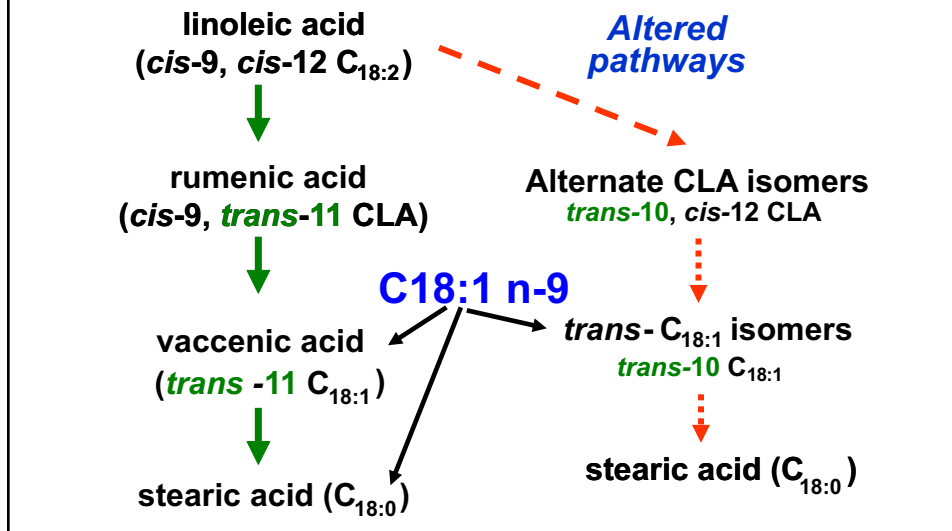 linoleic acid
(cis-9, cis-12 C18:2)
Altered
pathways
rumenic acid
(cis-9, trans-11 CLA)
Alternate CLA isomers
trans-10, cis-12 CLA
C18:1 n-9
vaccenic acid
(trans -11 C18:1)
trans- C18:1 isomers
trans-10 C18:1
stearic acid (C18:0)
stearic acid (C18:0)